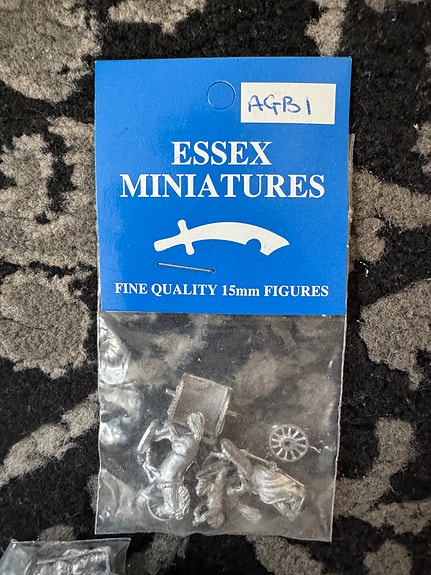 AGB1
ESSEX
MINIATURES
FINE QUALITY 15mm FIGURES